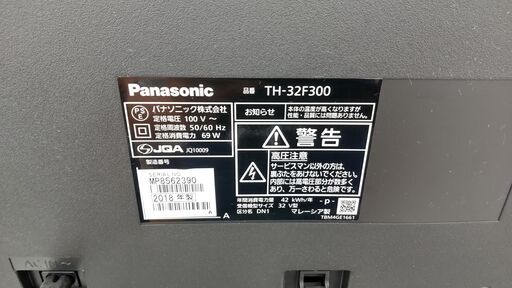 Panasonic 品番 TH-32F300
パナソニック株式会社
定格電圧 100 V ~
定格周波数 50/60 Hz
定格消費電力 69 W
JQA JQ10009
製造番号
SERIAL NO.
MP8562390
2018 年製
A
お知らせ 本体の温度が高くなりますが
性能・品質には問題ありません。
警告
高圧注意
サービスマン以外の方は、
裏ぶたをあけないでください。
内部には高電圧部分が数多く
あり、万一さわると危険です。
年間消費電力量 42 kWh/年 -P-
受信機型サイズ 32 V型
区分名 DN1 マレーシア製
TBM4GE1661
AC IN ~